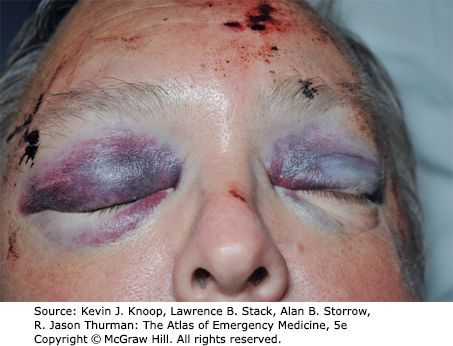 Source: Kevin J. Knoop, Lawrence B. Stack, Alan B. Storrow,
R. Jason Thurman: The Atlas of Emergency Medicine, 5e
Copyright © McGraw Hill. All rights reserved.